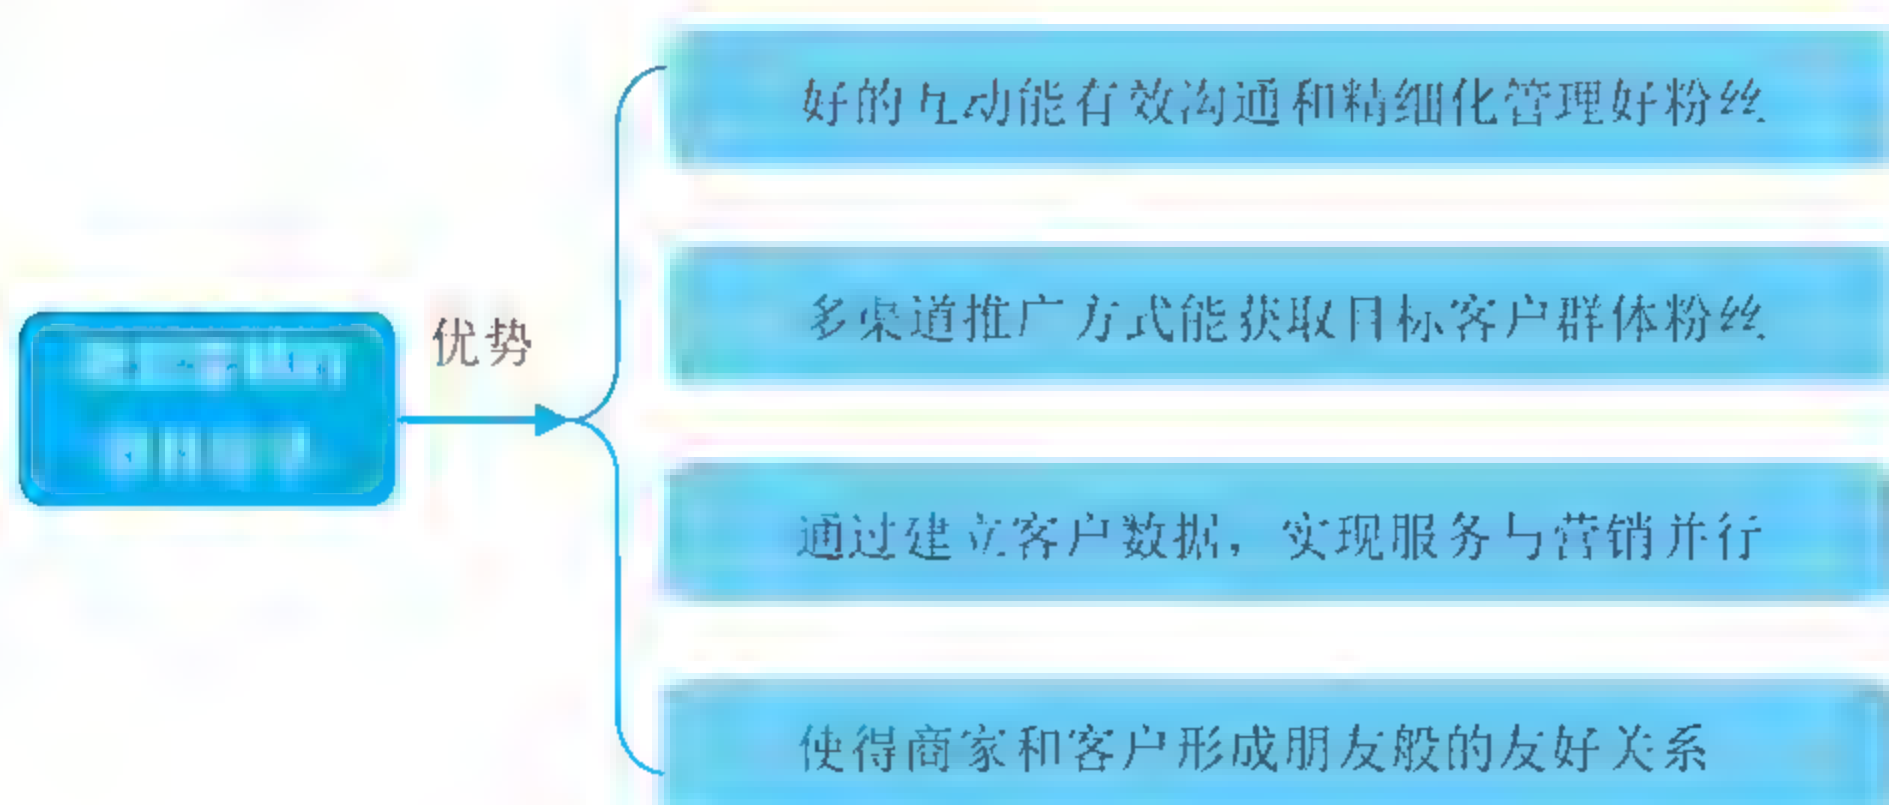 优势
好的互动能有效沟通和精细化管理好粉丝
多渠道推广方式能获取目标客户群体粉丝
通过建立客户数据，实现服务与营销并行
使得商家和客户形成朋友般的友好关系